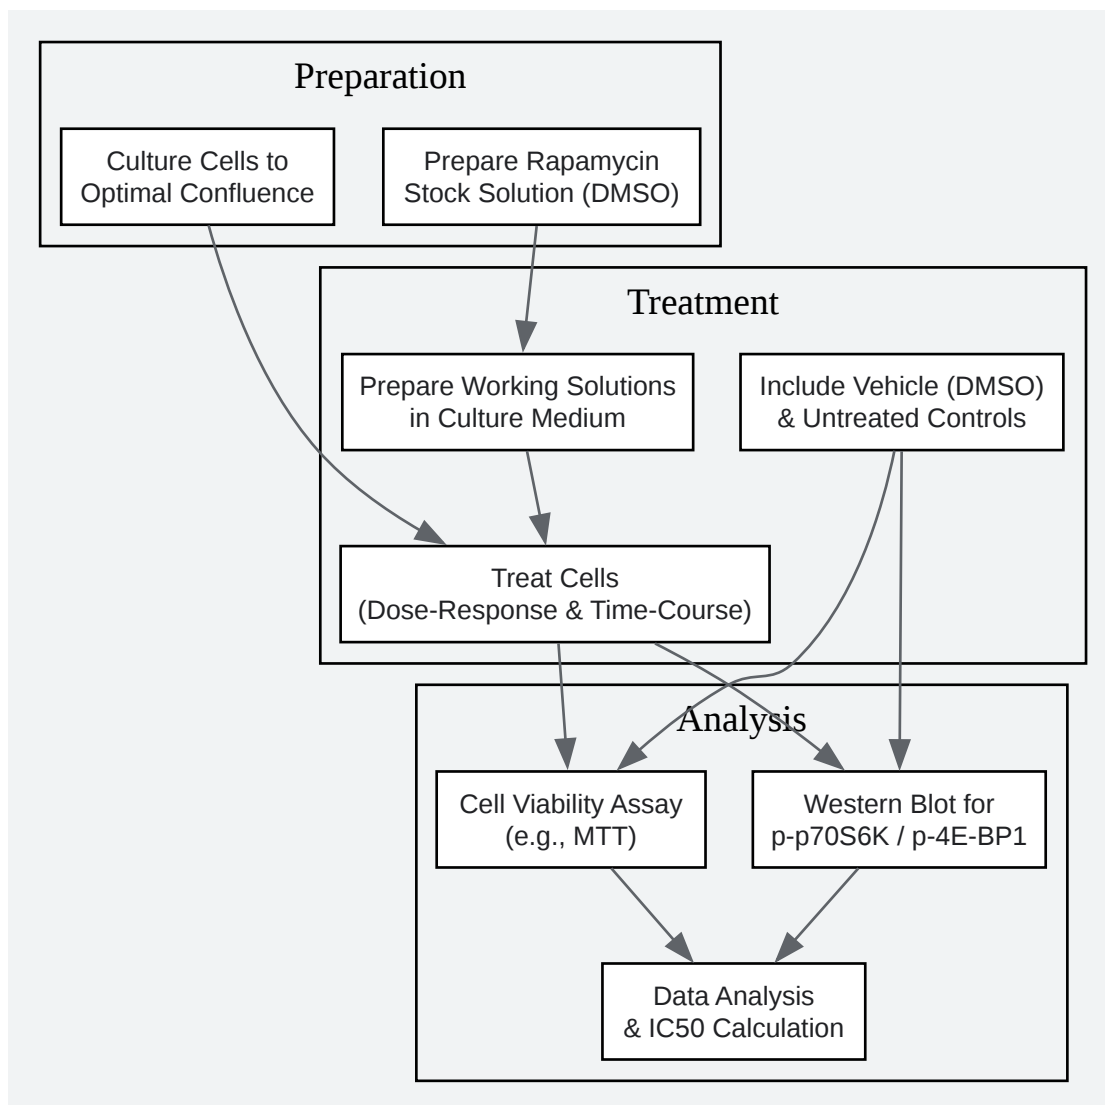 Preparation
Culture Cells to
Optimal Confluence
Prepare Rapamycin
Stock Solution (DMSO)
Treatment
Prepare Working Solutions
in Culture Medium
Include Vehicle (DMSO)
& Untreated Controls
Treat Cells
(Dose-Response & Time-Course)
Analysis
Cell Viability Assay
(e.g., MTT)
Western Blot for
p-p70S6K / p-4E-BP1
Data Analysis
& IC50 Calculation